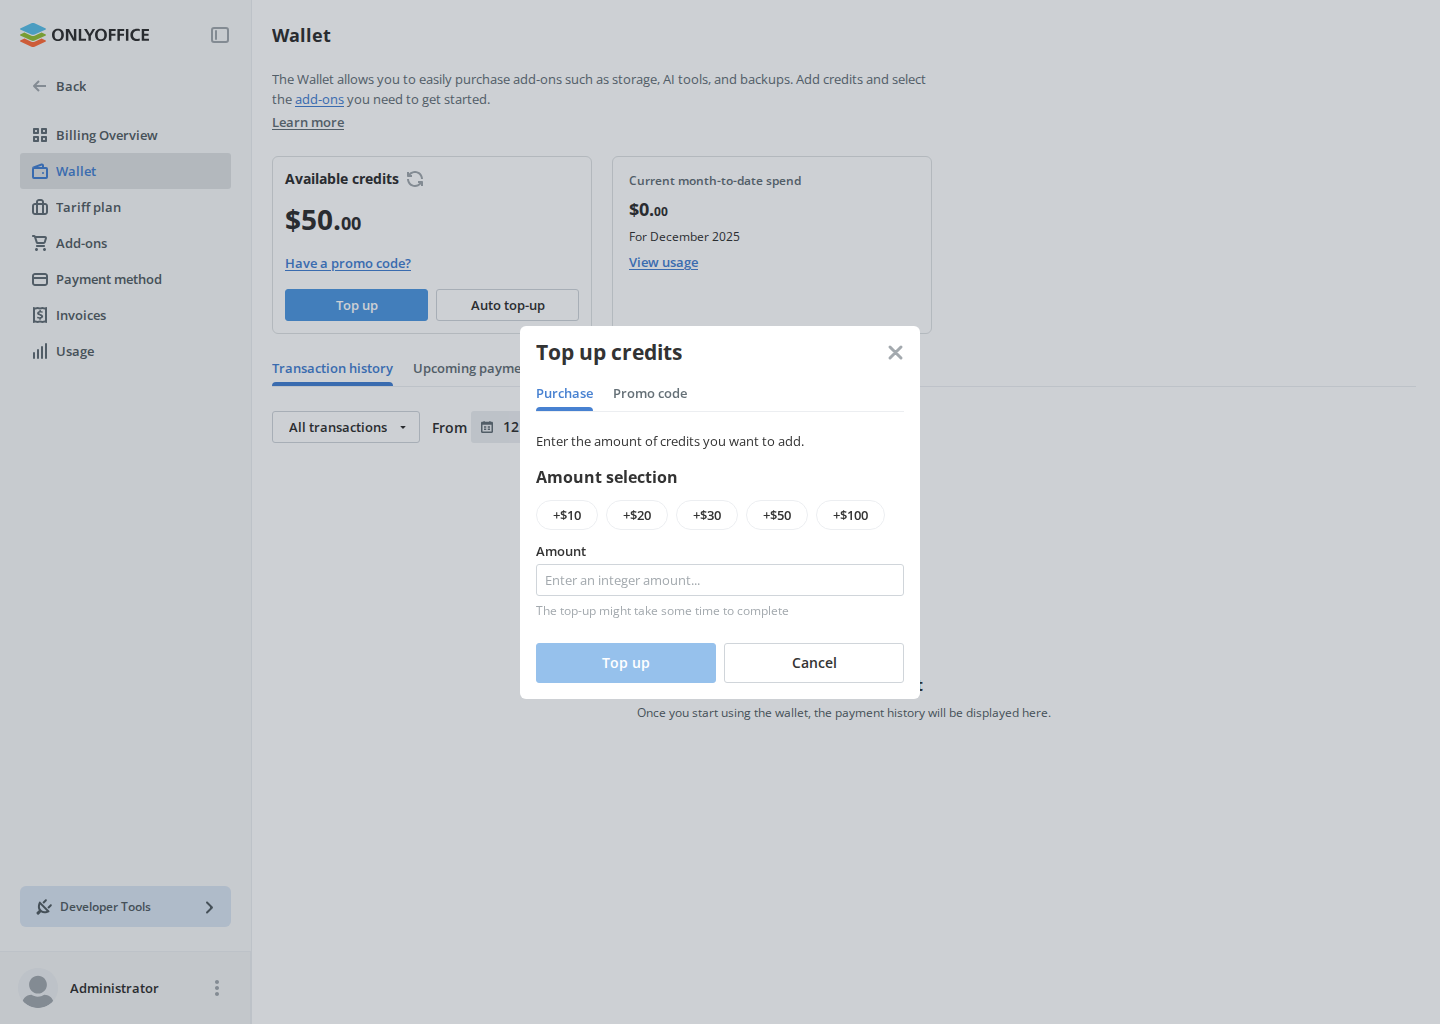 ONLYOFFICE
Back
Billing Overview
Wallet
Tariff plan
Add-ons
Payment method
Invoices
Usage
Developer Tools
Administrator
Wallet
The Wallet allows you to easily purchase add-ons such as storage, AI tools, and backups. Add credits and select
the add-ons you need to get started.
Learn more
Available credits
$50.00
Have a promo code?
Top up
Auto top-up
Current month-to-date spend
$0.00
For December 2025
View usage
Transaction history
Upcoming payme
All transactions
From
12
Top up credits
Purchase
Promo code
Enter the amount of credits you want to add.
Amount selection
+$10
+$20
+$30
+$50
+$100
Amount
Enter an integer amount...
The top-up might take some time to complete
Top up
Cancel
Once you start using the wallet, the payment history will be displayed here.